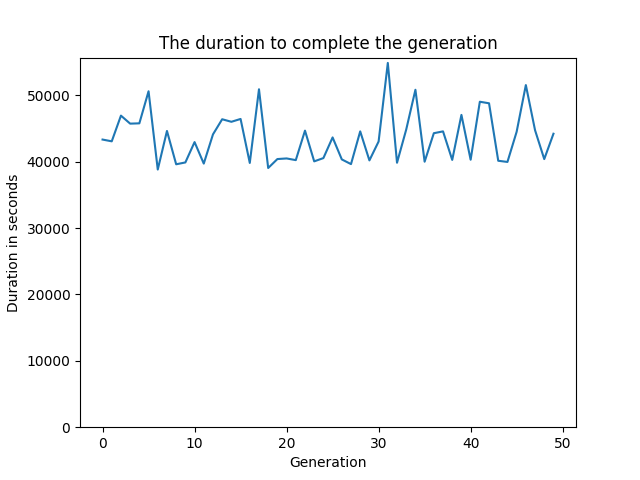 The duration to complete the generation
50000
40000
30000
20000
10000
0
Duration in seconds
0 10 20 30 40 50
Generation